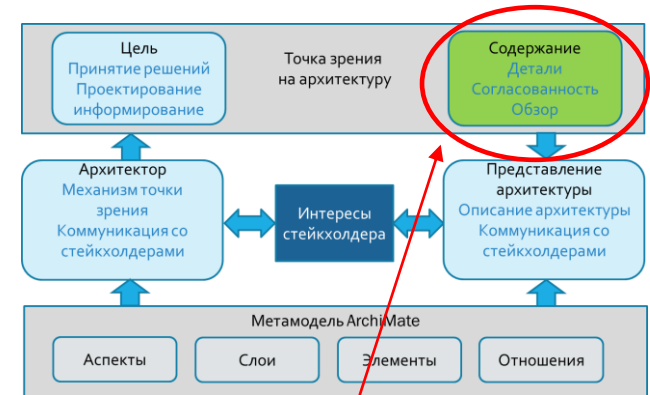 Цель
Принятие решений
Проектирование
информирование
Точка зрения
на архитектуру
Содержание
Детали
Согласованность
Обзор
Архитектор
Механизм точки
зрения
Коммуникация со
стейкхолдерами
Интересы
стейкхолдера
Представление
архитектуры
Описание архитектуры
Коммуникация со
стейкхолдерами
Метамодель ArchiMate
Аспекты
Слои
Элементы
Отношения